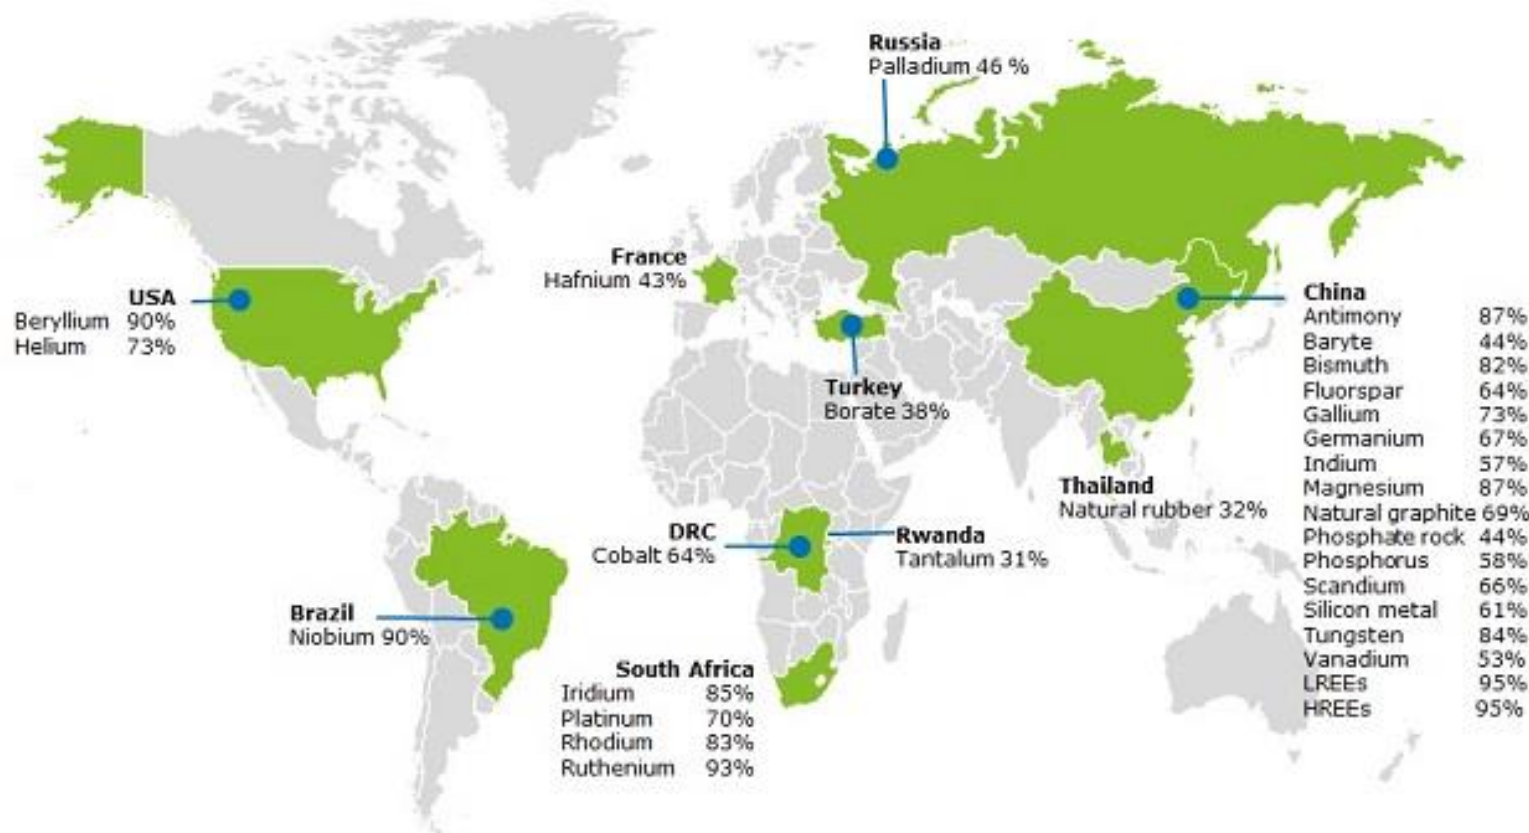 Russia
Palladium 46 %
France
Hafnium 43%
USA
Beryllium 90%
Helium 73%
Turkey
Borate 38%
China
Antimony 87%
Baryte 44%
Bismuth 82%
Fluorspar 64%
Gallium 73%
Germanium 67%
Indium 57%
Magnesium 87%
Natural graphite 69%
Phosphate rock 44%
Phosphorus 58%
Scandium 66%
Silicon metal 61%
Tungsten 84%
Vanadium 53%
LREEs 95%
HREEs 95%
Thailand
Natural rubber 32%
DRC
Cobalt 64%
Rwanda
Tantalum 31%
Brazil
Niobium 90%
South Africa
Iridium 85%
Platinum 70%
Rhodium 83%
Ruthenium 93%